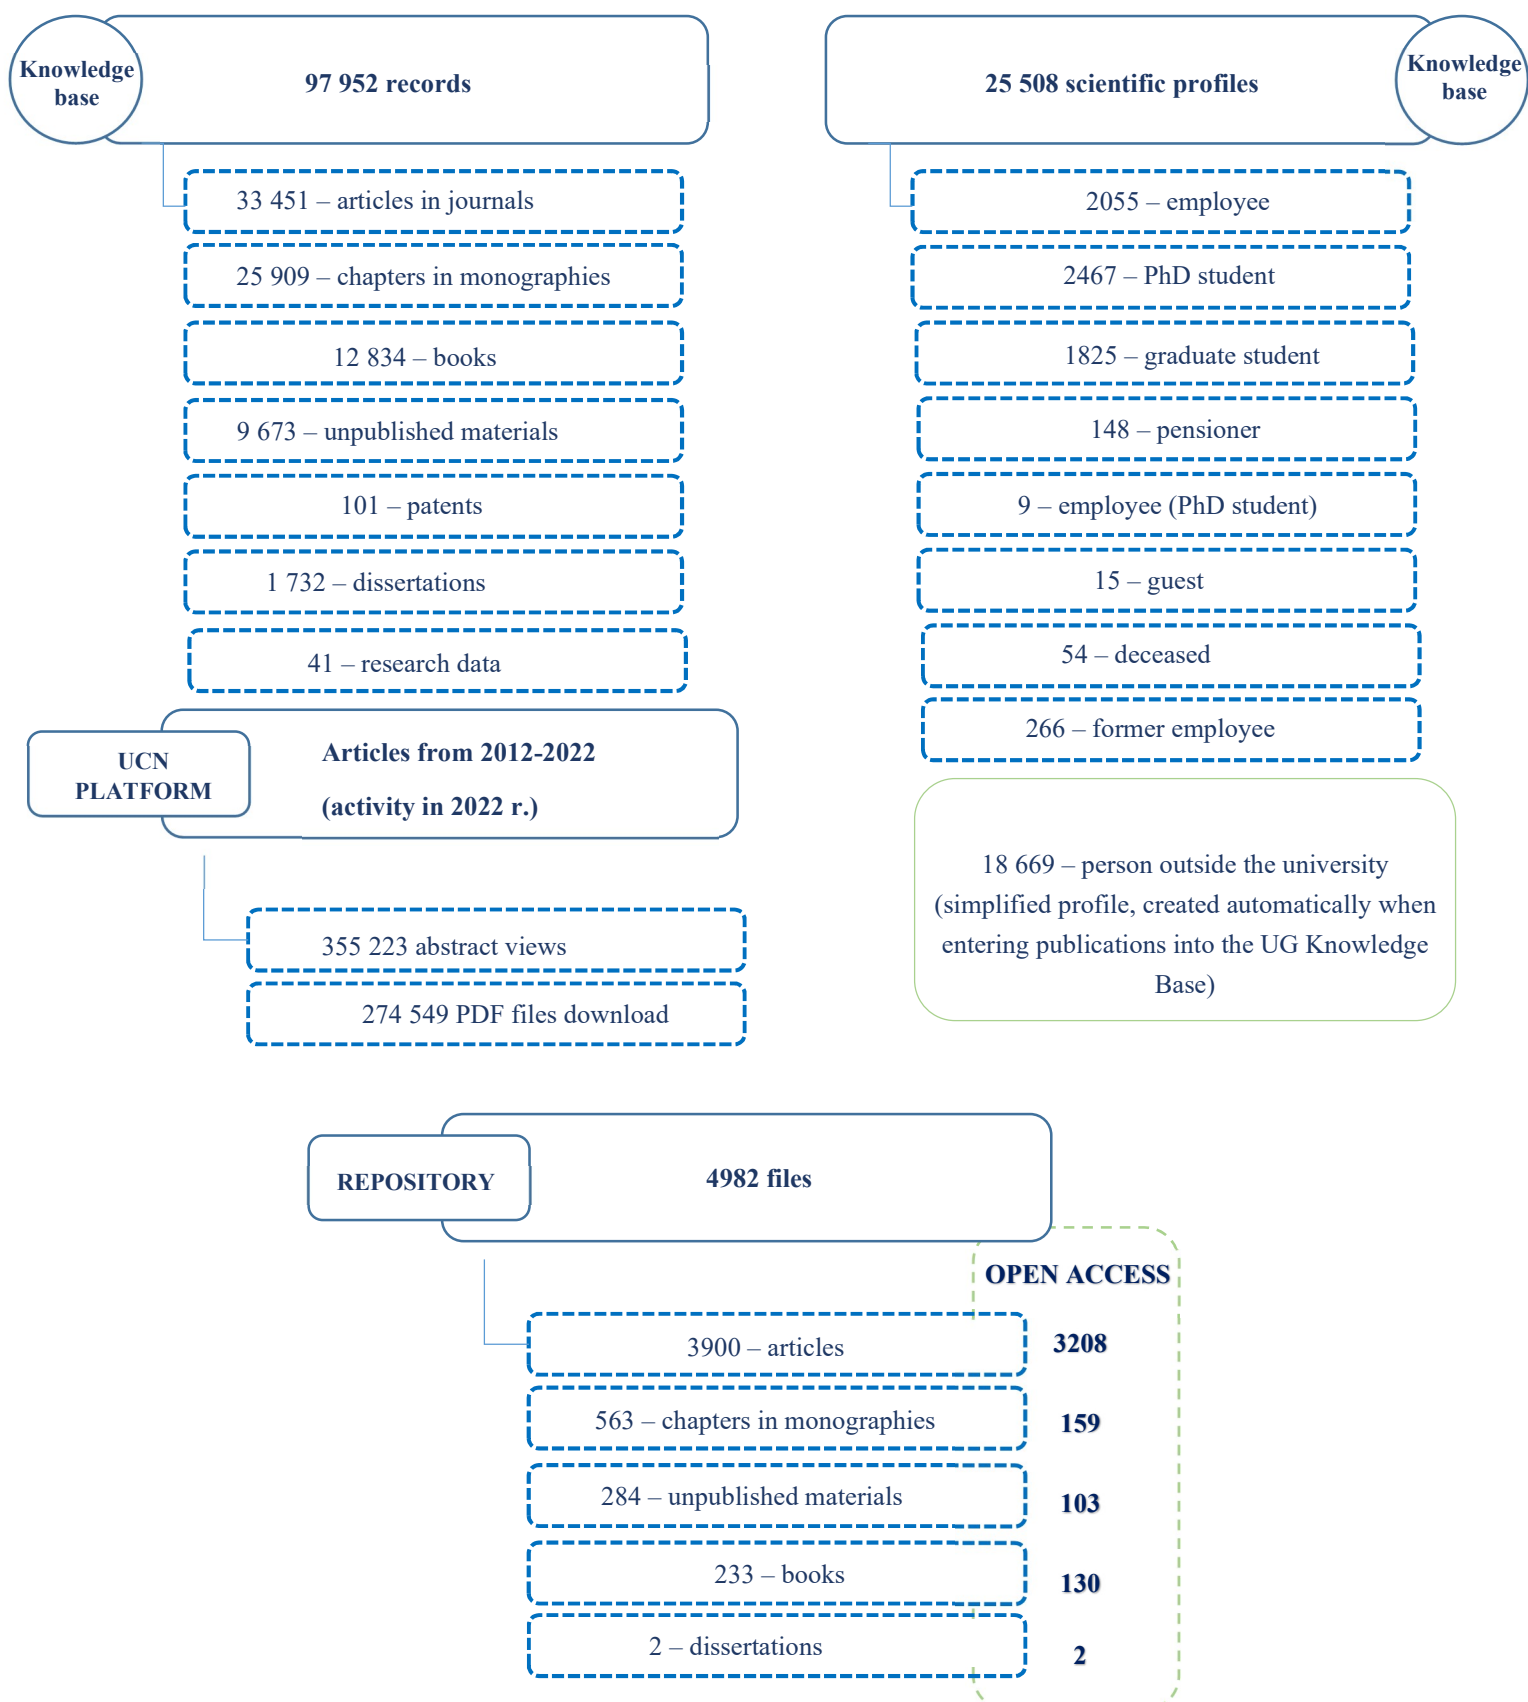 Knowledge
base
97 952 records
33 451 – articles in journals
25 909 – chapters in monographies
12 834 – books
9 673 – unpublished materials
101 – patents
1 732 – dissertations
41 – research data
Knowledge
base
25 508 scientific profiles
2055 – employee
2467 – PhD student
1825 – graduate student
148 – pensioner
9 – employee (PhD student)
15 – guest
54 – deceased
266 – former employee
18 669 – person outside the university
(simplified profile, created automatically when
entering publications into the UG Knowledge
Base)
UCN
PLATFORM
Articles from 2012-2022
(activity in 2022 r.)
355 223 abstract views
274 549 PDF files download
REPOSITORY
4982 files
OPEN ACCESS
3900 – articles
3208
563 – chapters in monographies
159
284 – unpublished materials
103
233 – books
130
2 – dissertations
2